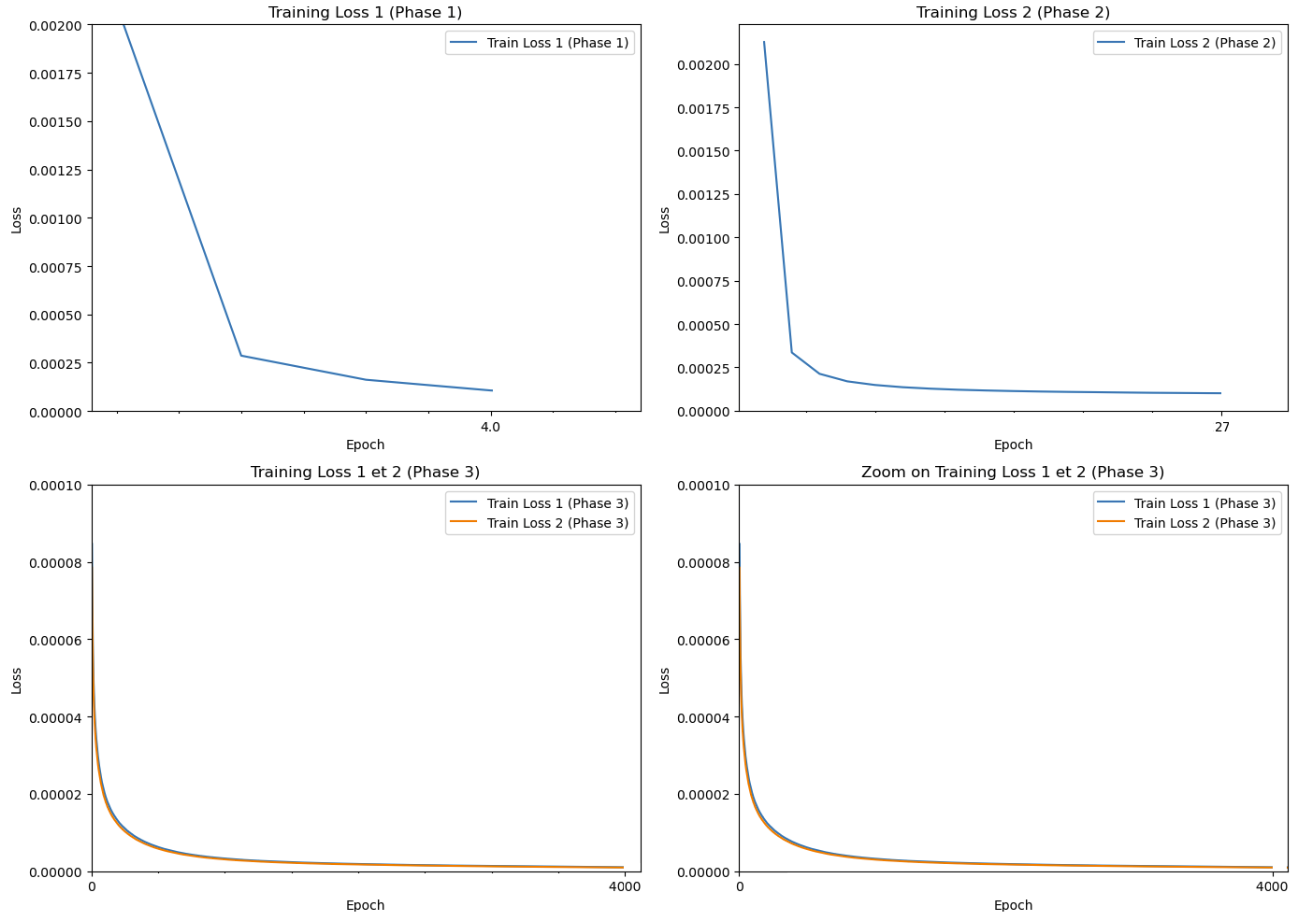 Training Loss 1 (Phase 1)
0.00200
0.00175
0.00150
0.00125
0.00100
0.00075
0.00050
0.00025
0.00000
Loss
Train Loss 1 (Phase 1)
4.0
Epoch
Training Loss 2 (Phase 2)
0.00200
0.00175
0.00150
0.00125
0.00100
0.00075
0.00050
0.00025
0.00000
Loss
Train Loss 2 (Phase 2)
27
Epoch
Training Loss 1 et 2 (Phase 3)
0.00010
0.00008
0.00006
0.00004
0.00002
0.00000
Loss
Train Loss 1 (Phase 3)
Train Loss 2 (Phase 3)
0
4000
Epoch
Zoom on Training Loss 1 et 2 (Phase 3)
0.00010
0.00008
0.00006
0.00004
0.00002
0.00000
Loss
Train Loss 1 (Phase 3)
Train Loss 2 (Phase 3)
0
4000
Epoch